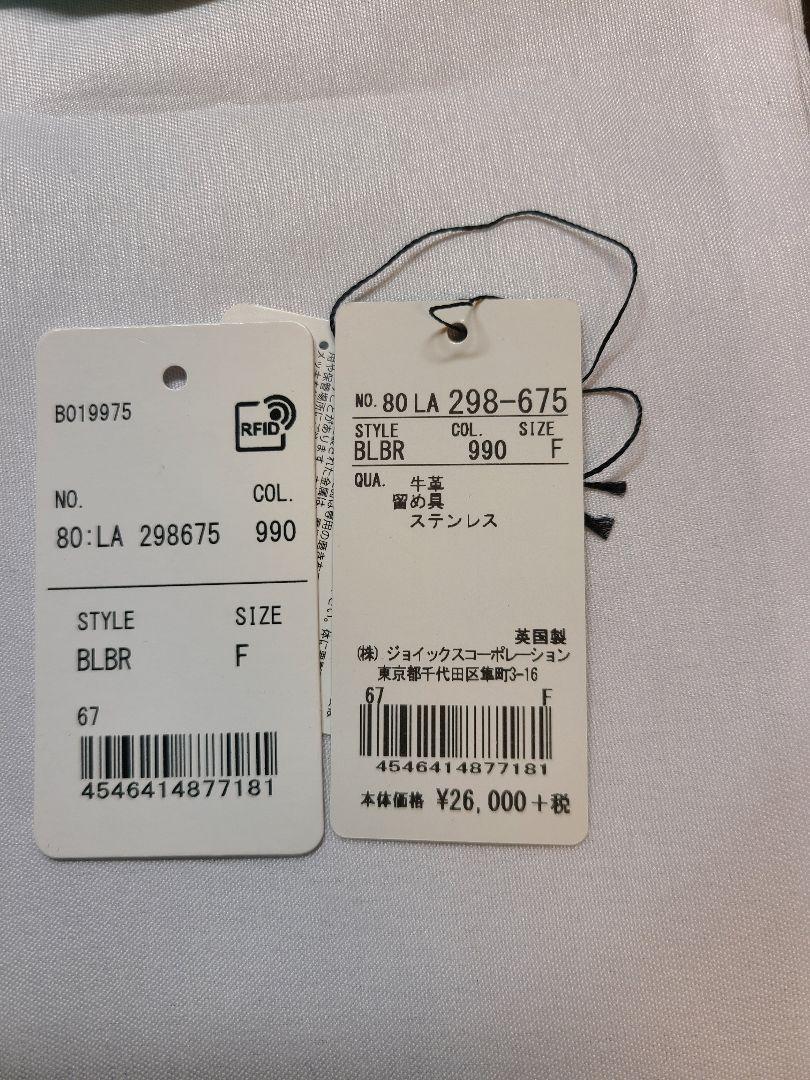 B019975
RFID
NO. COL.
80:LA 298675 990
STYLE SIZE
BLBR F
67
4546414877181
NO. 80 LA 298-675
STYLE COL. SIZE
BLBR 990 F
QUA. 牛革
留め具
ステンレス
英国製
(株) ジョイックスコーポレーション
東京都千代田区隼町3-16
67 F
4546414877181
本体価格 ¥26,000+税